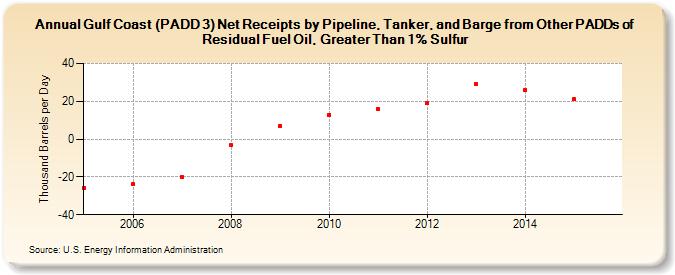 Annual Gulf Coast (PADD 3) Net Receipts by Pipeline, Tanker, and Barge from Other PADDs of
Residual Fuel Oil, Greater Than 1% Sulfur
Thousand Barrels per Day
40
20
0
-20
-40
2006
2008
2010
2012
2014
Source: U.S. Energy Information Administration